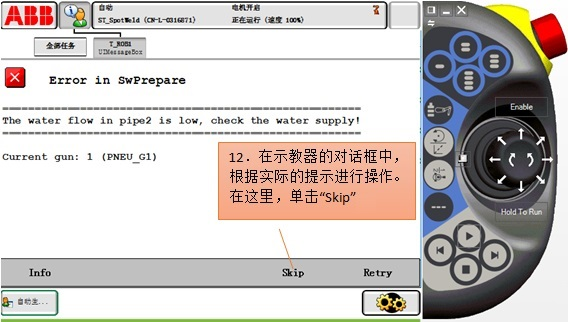 ABB
自动
ST_SpotWeld (CN-L-0316871)
电机开启
正在运行 (速度 100%)
全部任务
T_ROB1
UIMessageBox
Error in SwPrepare
The water flow in pipe2 is low, check the water supply!
Current gun: 1 (PNEU_G1)
12. 在示教器的对话框中,
根据实际的提示进行操作。
在这里，单击“Skip”
Info
Skip
Retry
自动生...
Enable
Hold To Run